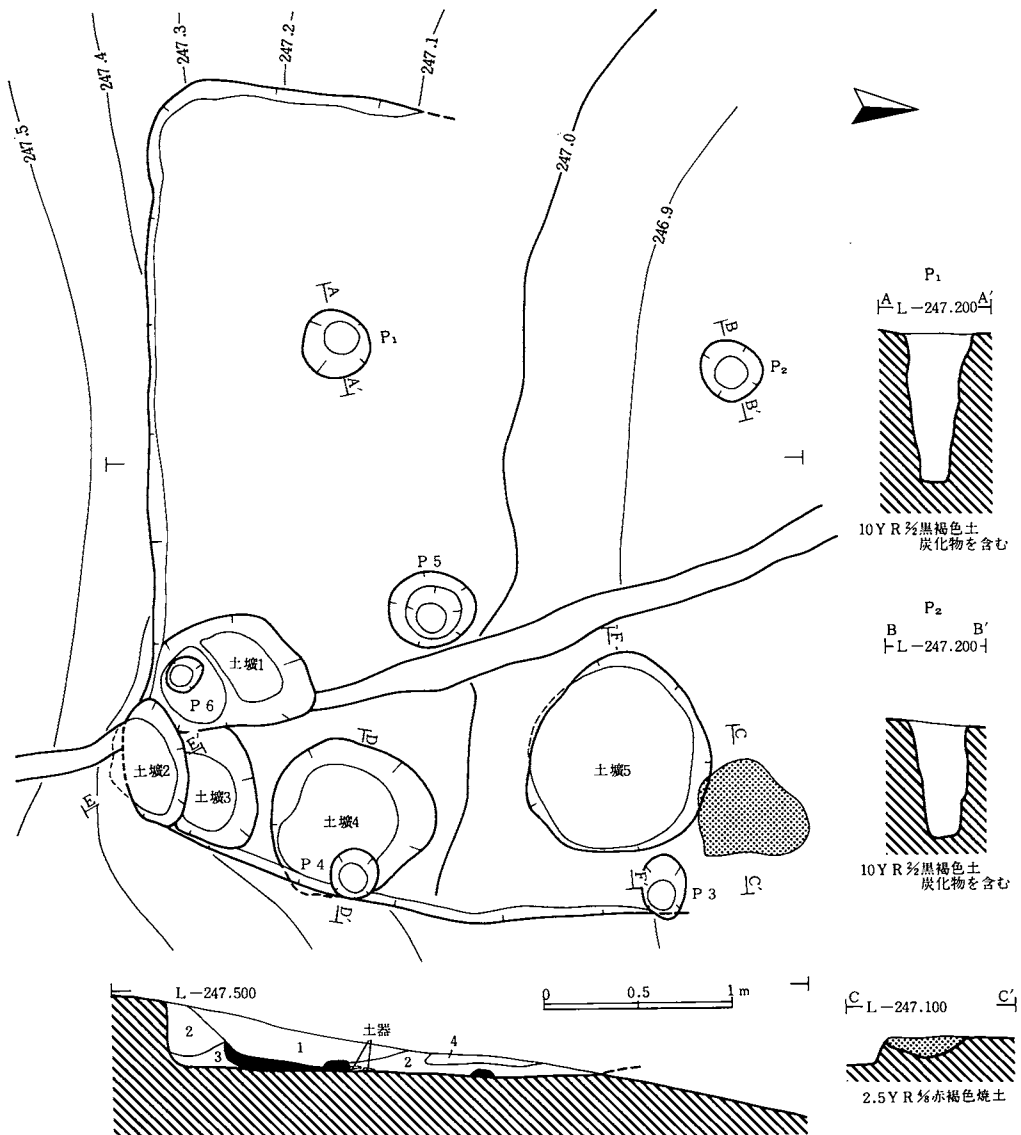 247.5
247.4
247.3
247.2
247.1
247.0
246.9
A
P₁
A′
B
P₂
B′
P₁
A L-247.200 A′
10YR 2/2黒褐色土
炭化物を含む
P₂
B B′
L-247.200
10YR 2/2黒褐色土
炭化物を含む
P5
土壙1
P6
土壙2
E′
土壙3
E
D
土壙4
P4
D′
F
土壙5
F′
P3
C
C′
L-247.500
2
3
1
土器
2
4
0 0.5 1m
C L-247.100 C′
赤褐色焼土